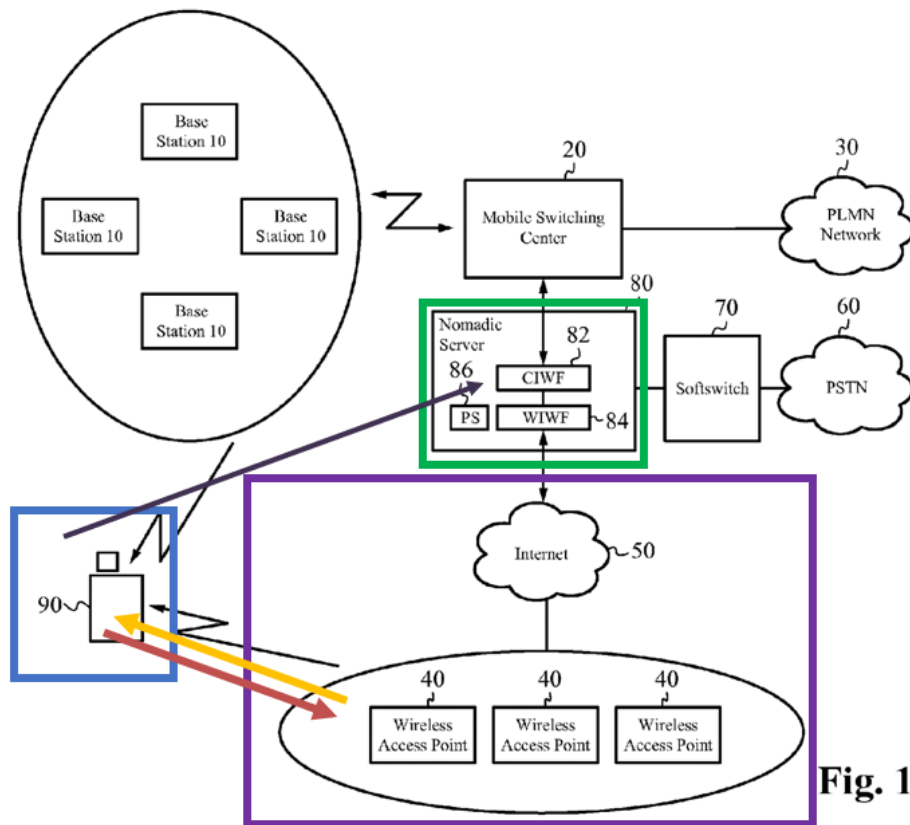 Base
Station 10
Base
Station 10
Base
Station 10
Base
Station 10
20
Mobile Switching
Center
30
PLMN
Network
80
Nomadic
Server
82
86
CIWF
PS
WIWF
84
70
Softswitch
60
PSTN
Internet
50
90
40
40
40
Wireless
Access Point
Wireless
Access Point
Wireless
Access Point
Fig. 1